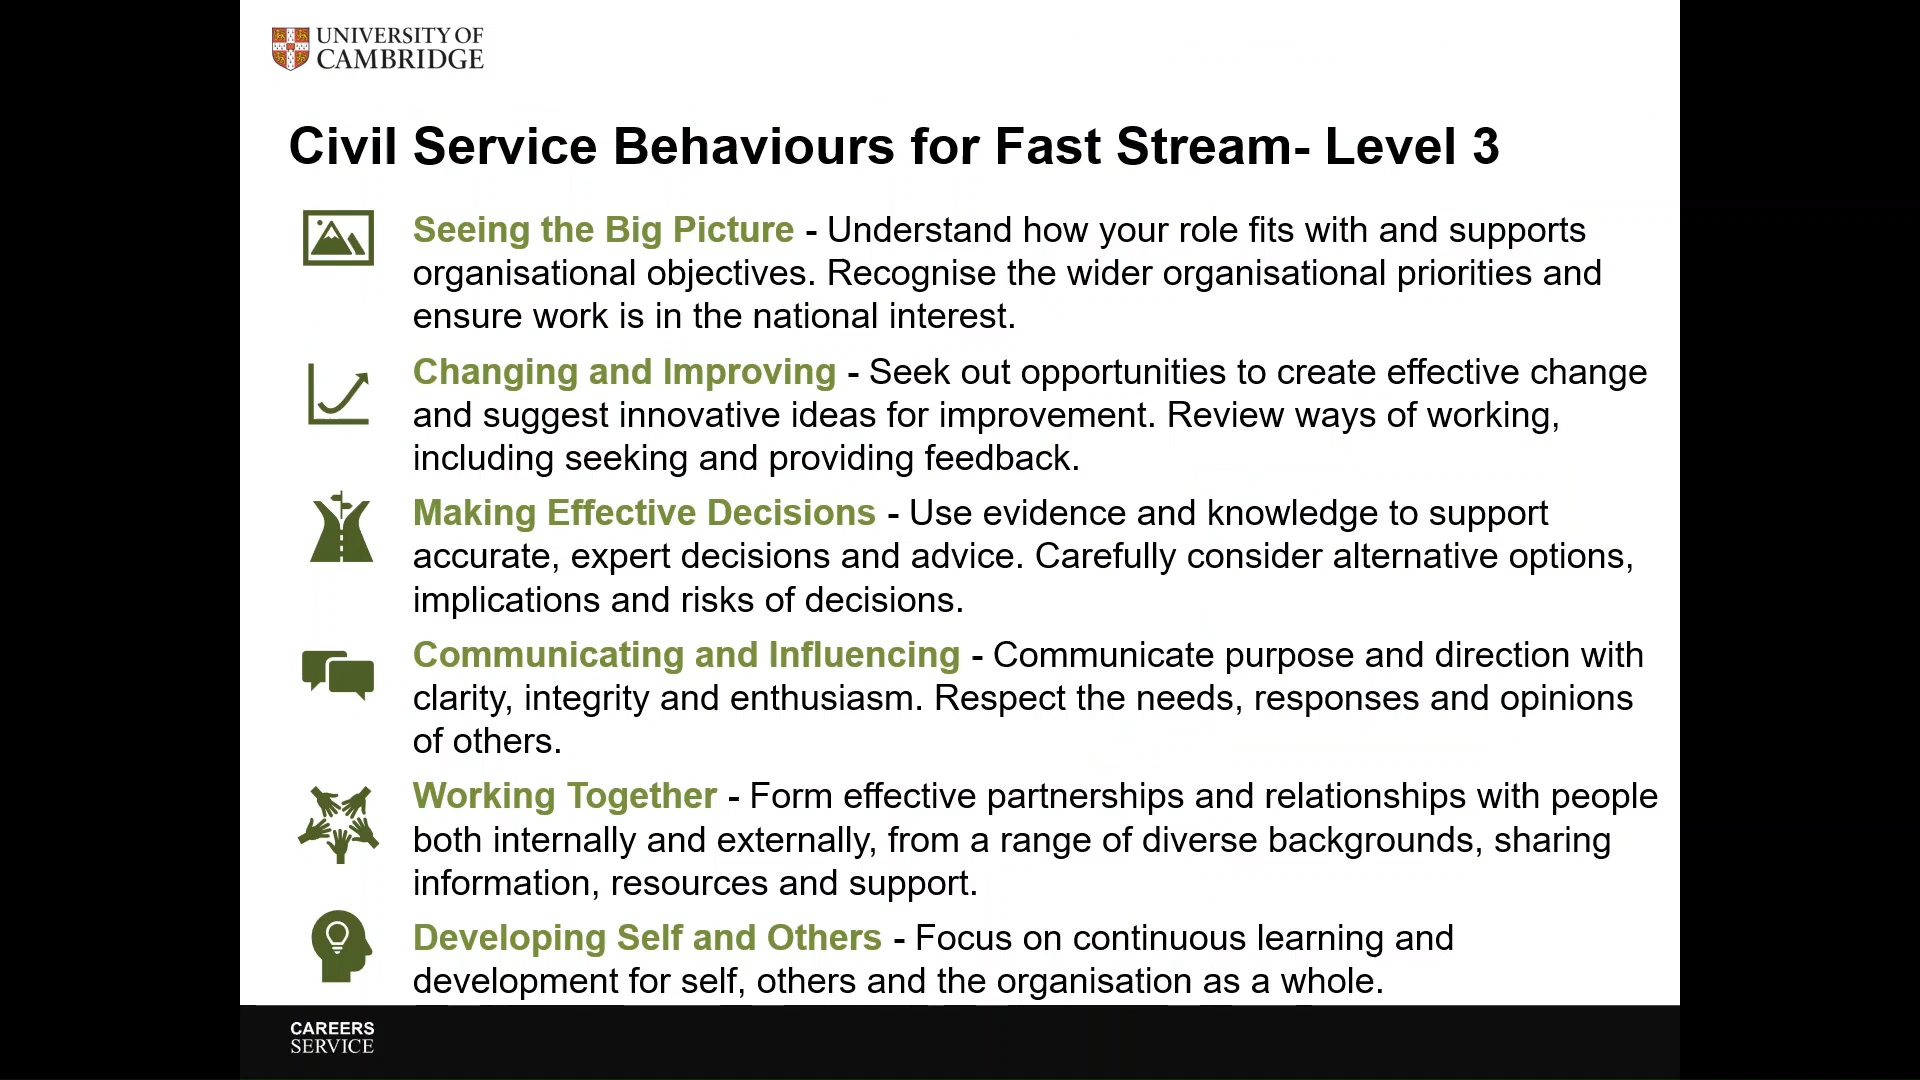 UNIVERSITY OF
CAMBRIDGE
Civil Service Behaviours for Fast Stream- Level 3
Seeing the Big Picture - Understand how your role fits with and supports
organisational objectives. Recognise the wider organisational priorities and
ensure work is in the national interest.
Changing and Improving - Seek out opportunities to create effective change
and suggest innovative ideas for improvement. Review ways of working,
including seeking and providing feedback.
Making Effective Decisions - Use evidence and knowledge to support
accurate, expert decisions and advice. Carefully consider alternative options,
implications and risks of decisions.
Communicating and Influencing - Communicate purpose and direction with
clarity, integrity and enthusiasm. Respect the needs, responses and opinions
of others.
Working Together - Form effective partnerships and relationships with people
both internally and externally, from a range of diverse backgrounds, sharing
information, resources and support.
Developing Self and Others - Focus on continuous learning and
development for self, others and the organisation as a whole.
CAREERS
SERVICE